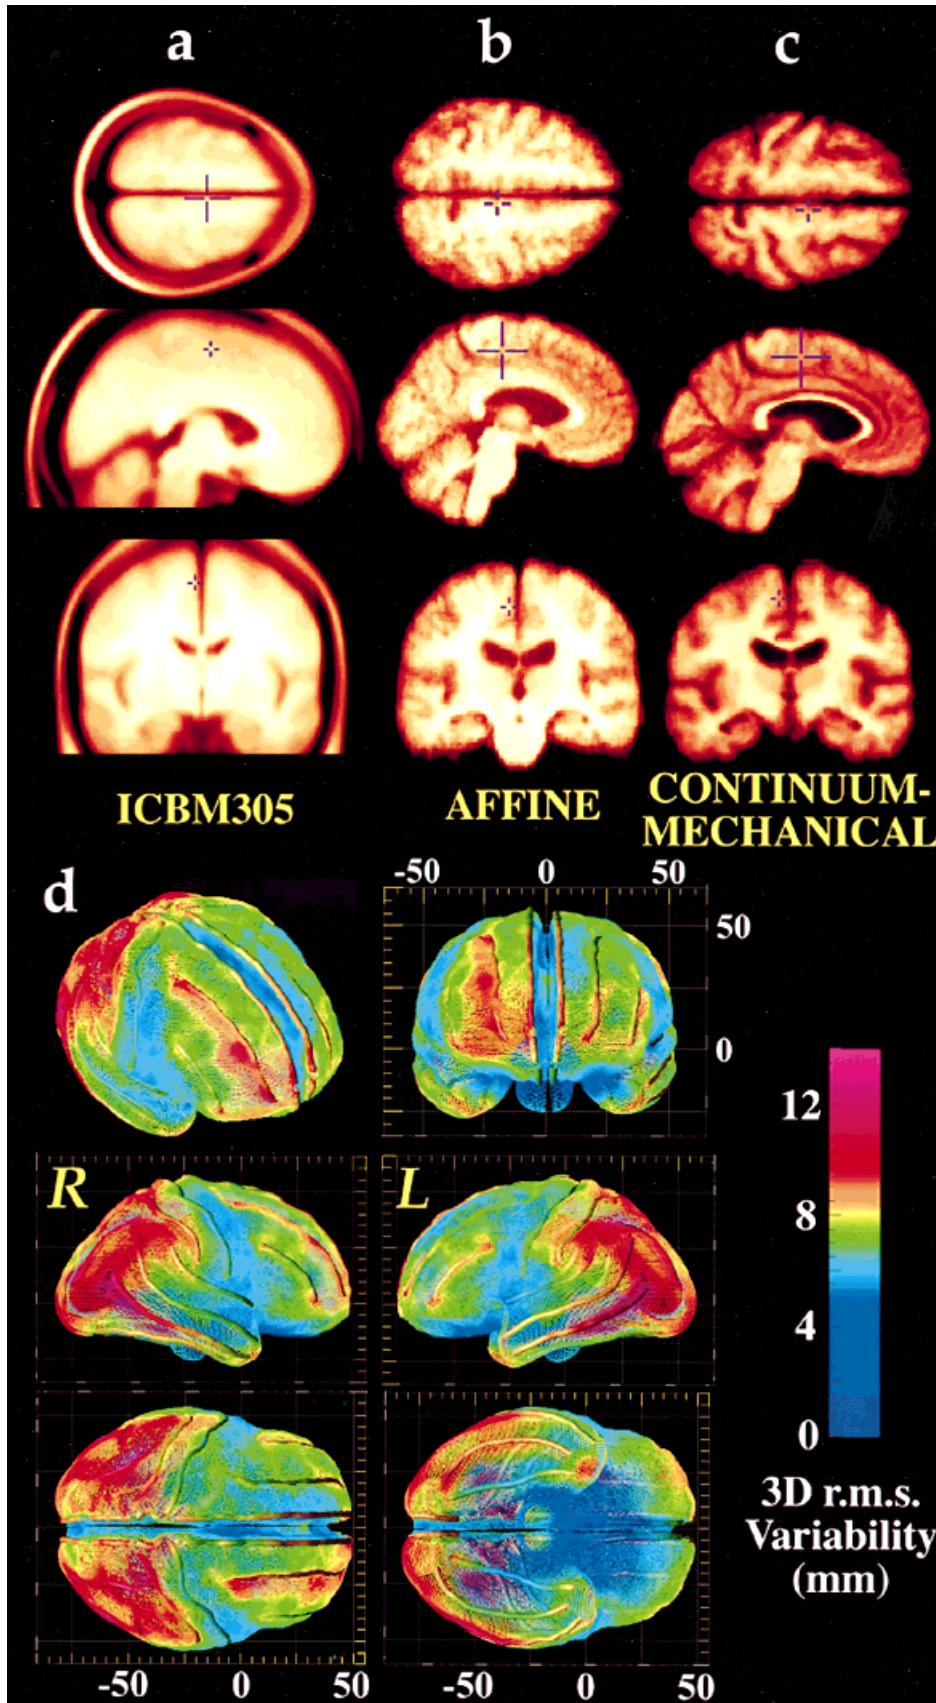 a b c
ICBM305
AFFINE
CONTINUUM-
MECHANICAL
d
-50 0 50
50
0
R
L
12
8
4
0
3D r.m.s.
Variability
(mm)
-50 0 50
-50 0 50